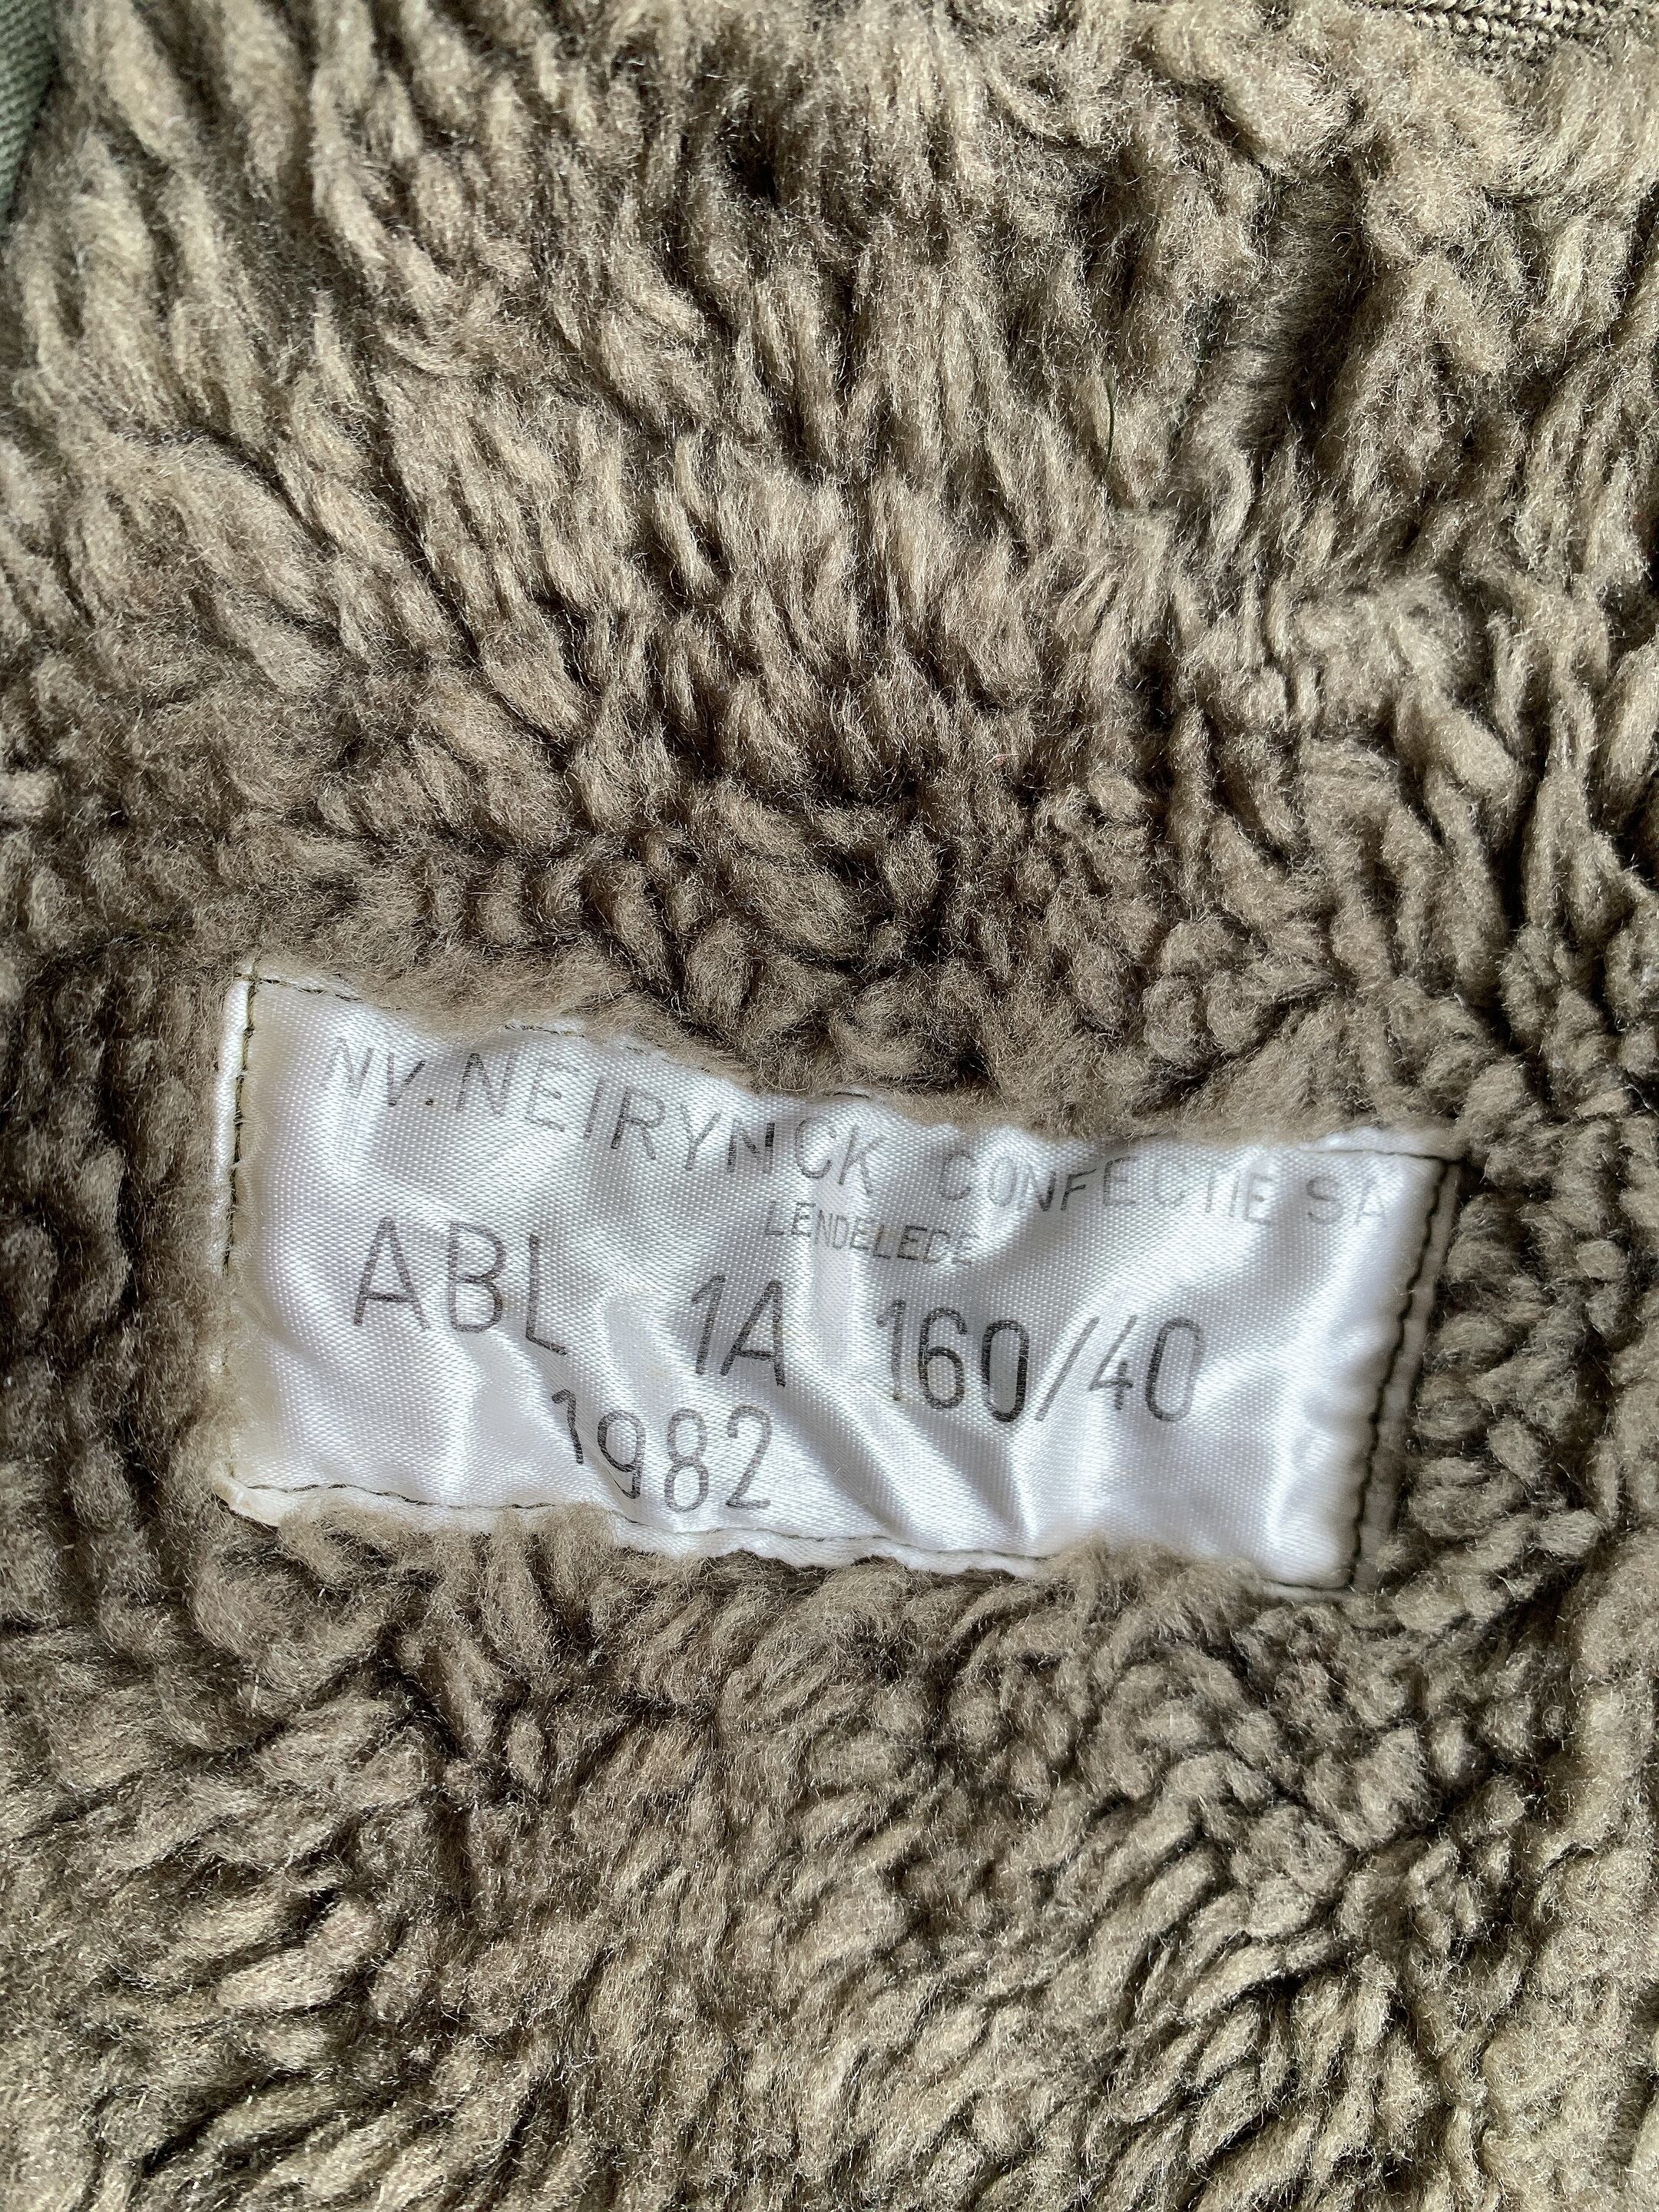 NV. NEIRYNCK CONFECTIE SA
LENDELEDE
ABL 1A 160/40
1982